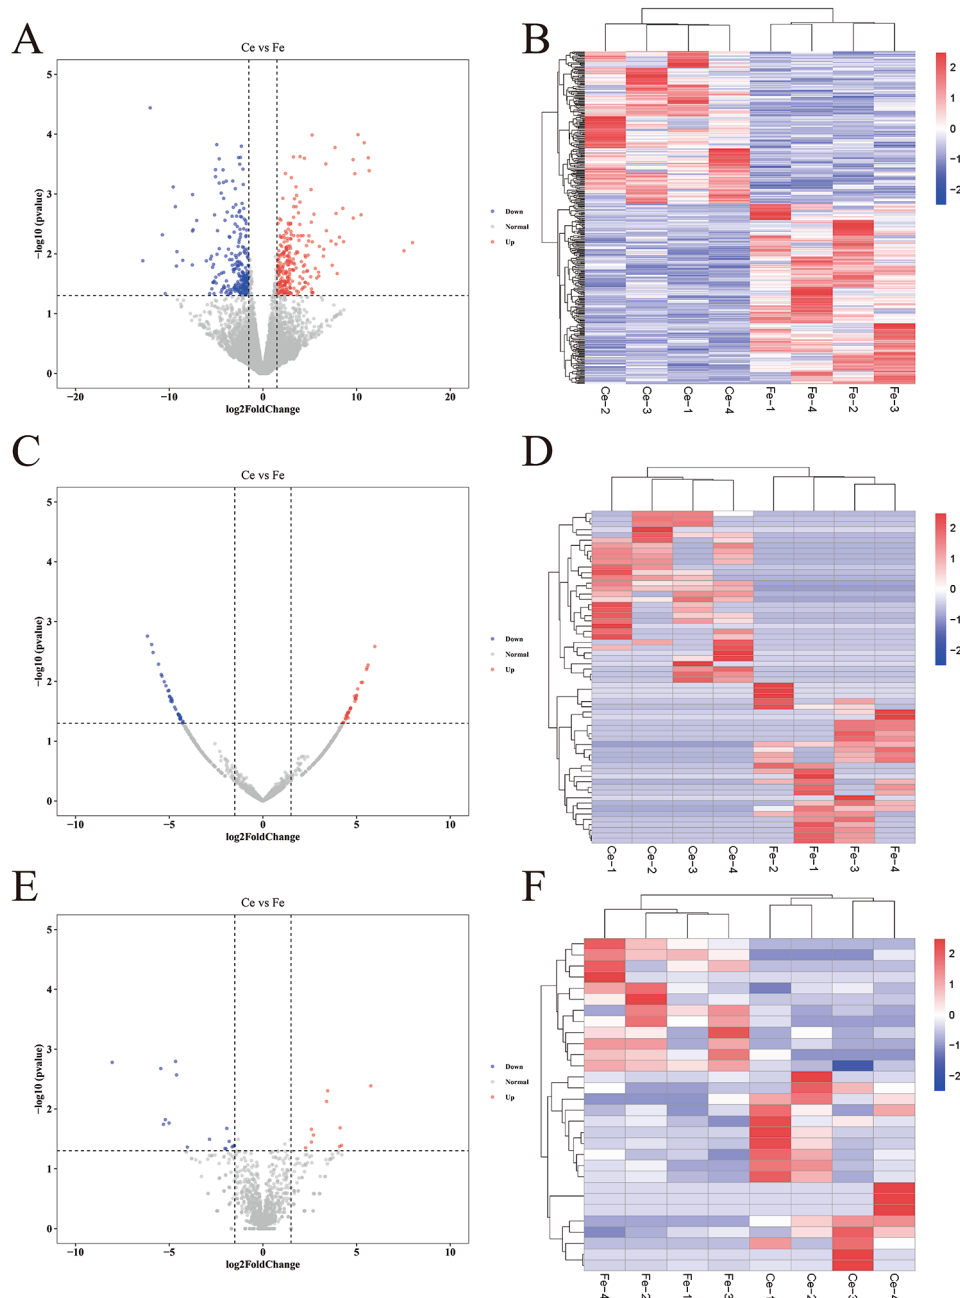 A
Ce vs Fe
5
4
3
2
1
0
−log10 (pvalue)
−20
−10
0
10
20
log2FoldChange
Down
Normal
Up
B
2
1
0
−1
−2
Ce−2
Ce−3
Ce−1
Ce−4
Fe−1
Fe−4
Fe−2
Fe−3
C
Ce vs Fe
5
4
3
2
1
0
−log10 (pvalue)
−10
−5
0
5
10
log2FoldChange
Down
Normal
Up
D
2
1
0
−1
−2
Ce−1
Ce−2
Ce−3
Ce−4
Fe−2
Fe−1
Fe−3
Fe−4
E
Ce vs Fe
5
4
3
2
1
0
−log10 (pvalue)
−10
−5
0
5
10
log2FoldChange
Down
Normal
Up
F
2
1
0
−1
−2
Fe−4
Fe−2
Fe−1
Fe−3
Ce−1
Ce−2
Ce−3
Ce−4